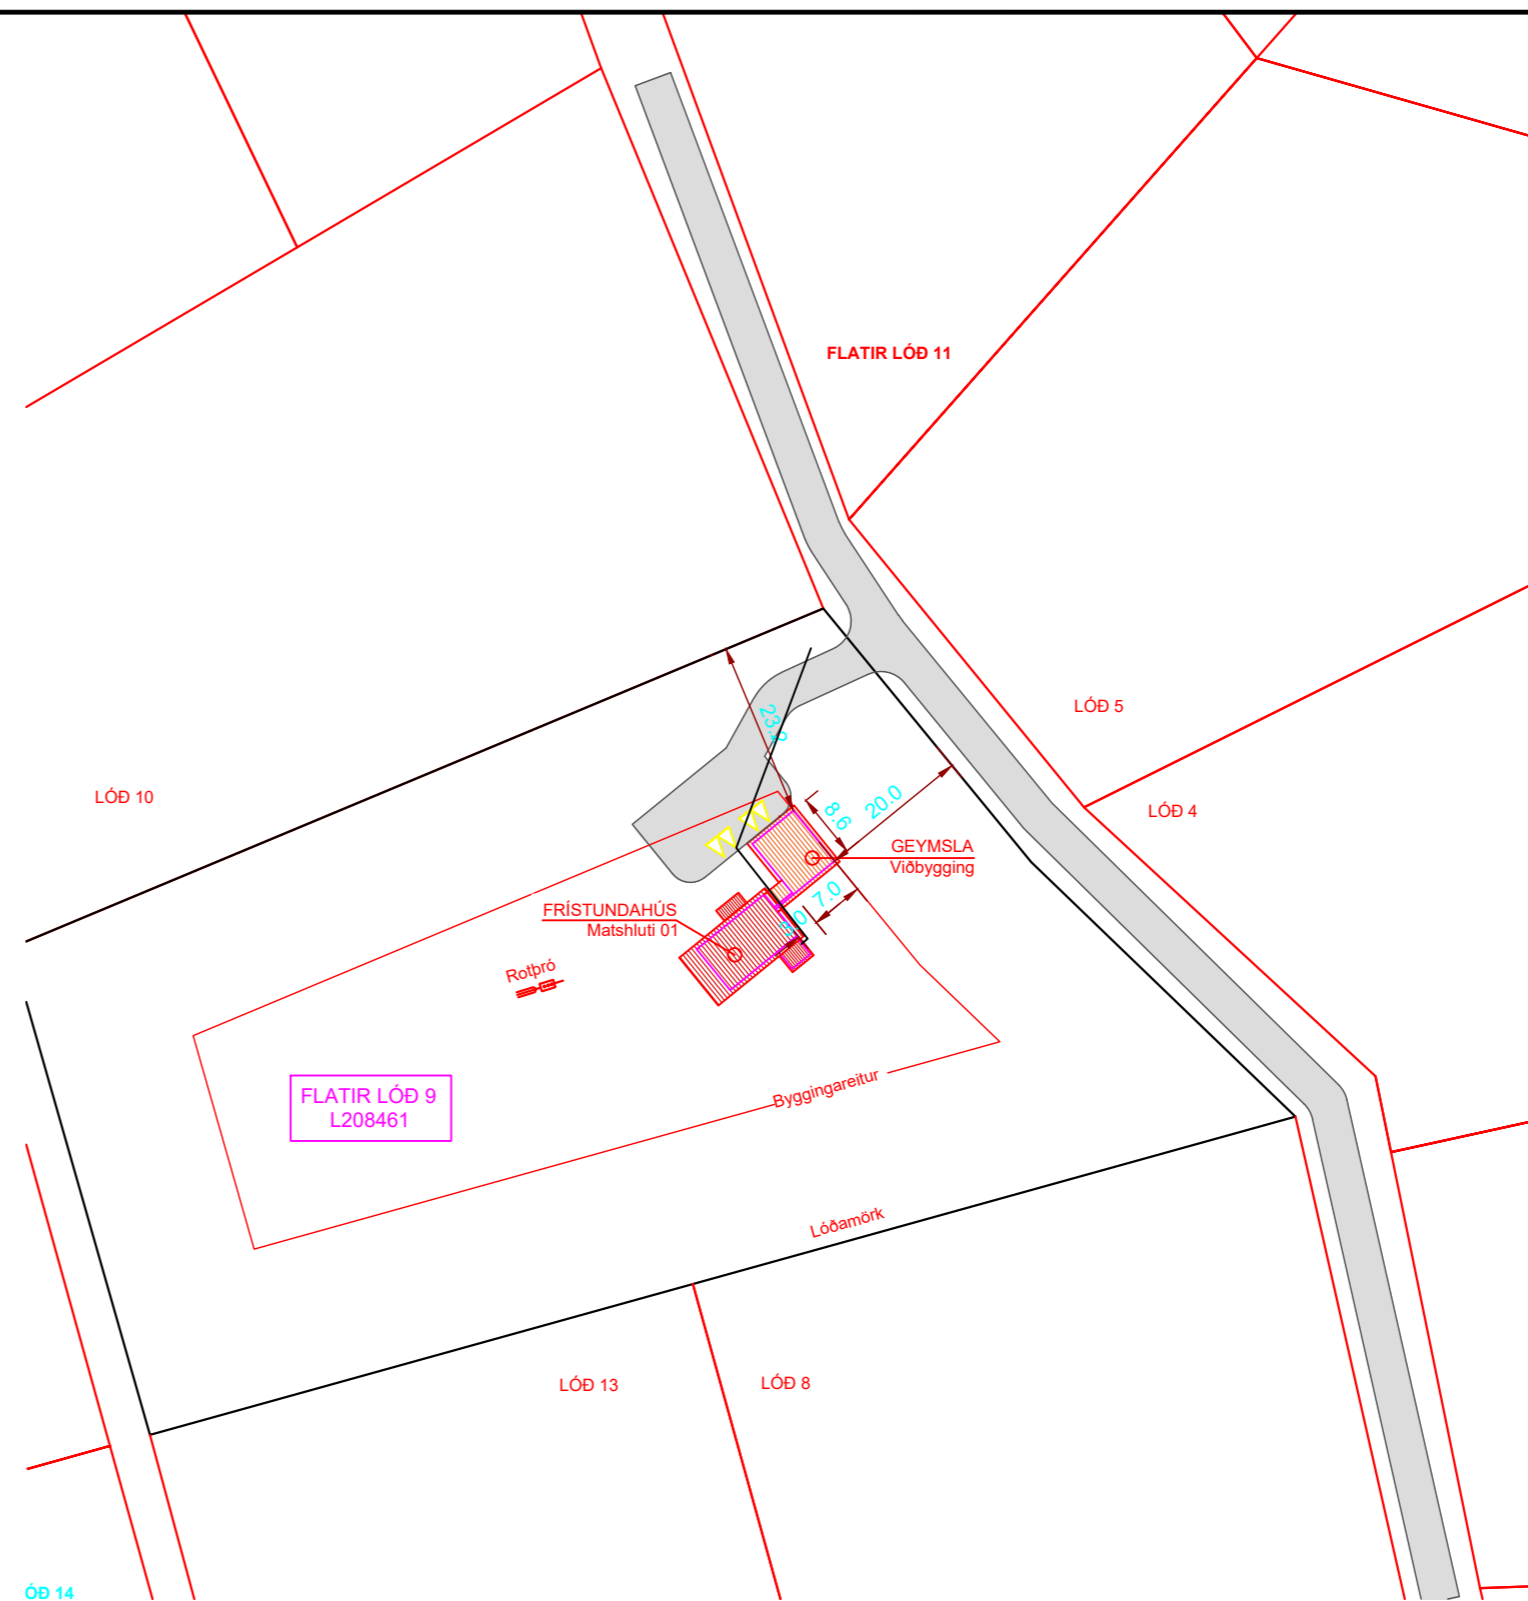 FLATIR LÓÐ 11
LÓÐ 5
LÓÐ 10
LÓÐ 4
23.2
8.6
20.0
GEYMSLA
Viðbygging
7.0
FRÍSTUNDAHÚS
Matshluti 01
Rotþró
FLATIR LÓÐ 9
L208461
Byggingareitur
Lóðamörk
LÓÐ 13
LÓÐ 8
ÓÐ 14